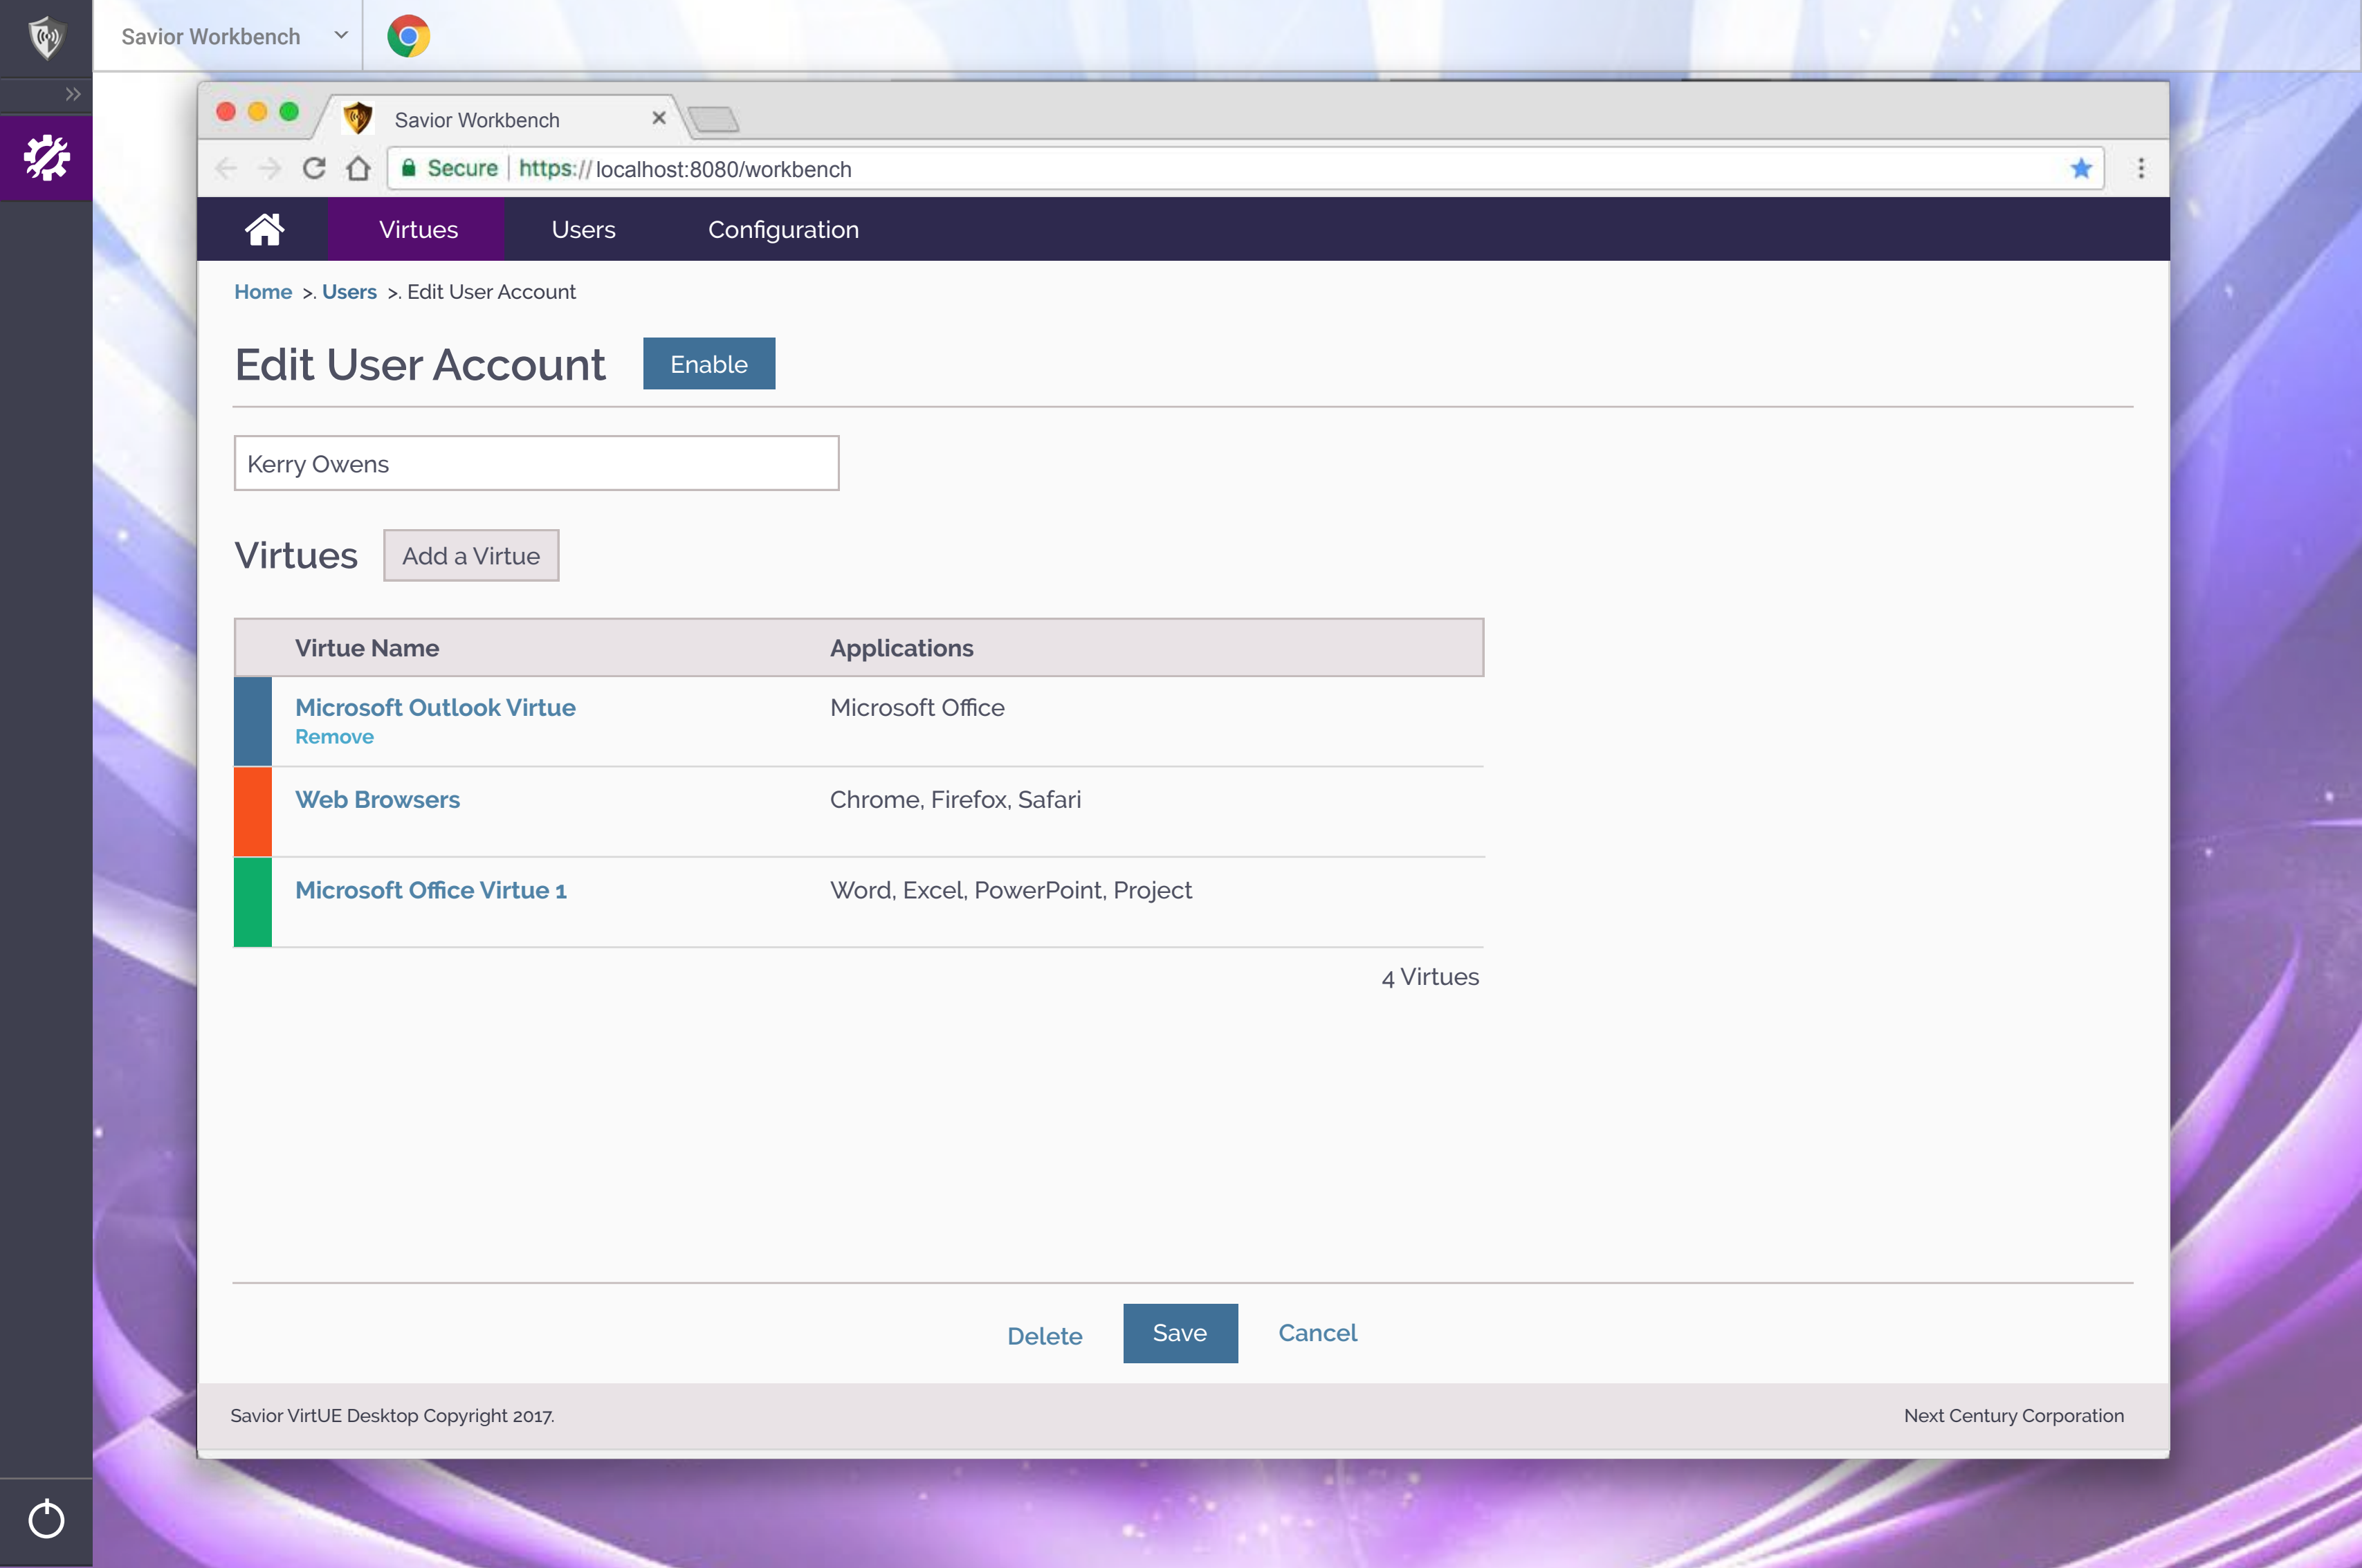 Savior Workbench
Savior Workbench
Secure https://localhost:8080/workbench
Virtues Users Configuration
Home >. Users >. Edit User Account
Edit User Account Enable
Kerry Owens
Virtues Add a Virtue
Virtue Name Applications
Microsoft Outlook Virtue Microsoft Office
Remove
Web Browsers Chrome, Firefox, Safari
Microsoft Office Virtue 1 Word, Excel, PowerPoint, Project
4 Virtues
Delete Save Cancel
Savior VirtUE Desktop Copyright 2017. Next Century Corporation